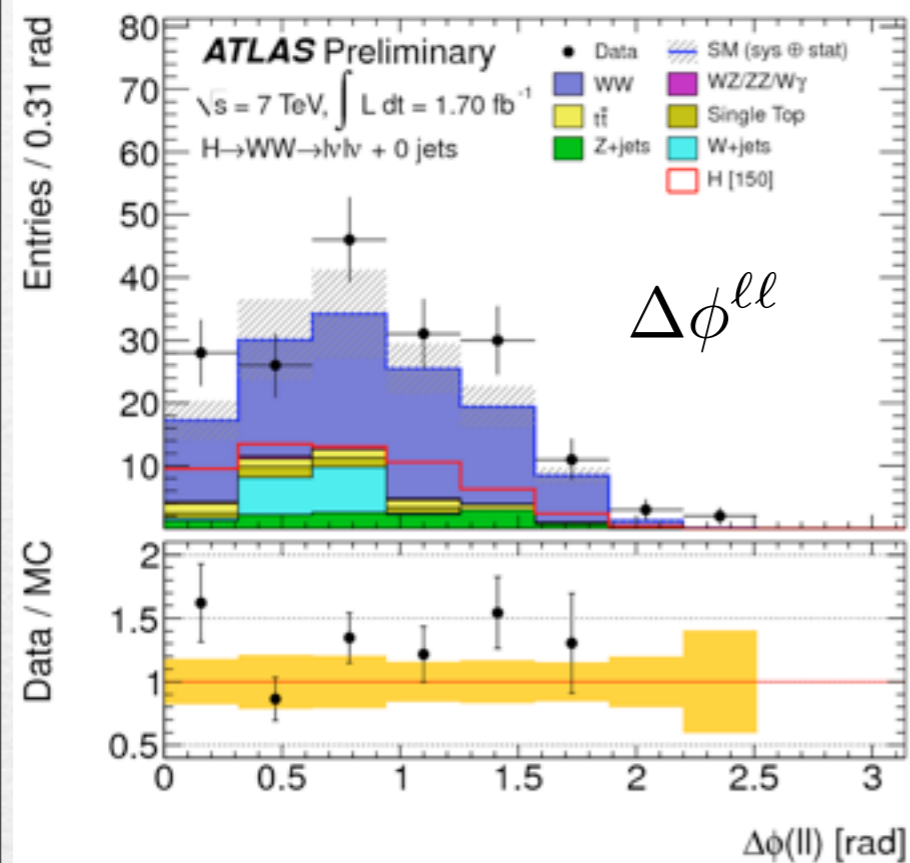 ATLAS Preliminary
√s = 7 TeV, ∫ L dt = 1.70 fb⁻¹
H→WW→lνlν + 0 jets
Data
WW
tt̄
Z+jets
SM (sys ⊕ stat)
WZ/ZZ/Wγ
Single Top
W+jets
H [150]
Δϕ^ℓℓ
Entries / 0.31 rad
80
70
60
50
40
30
20
10
Data / MC
2
1.5
1
0.5
0 0.5 1 1.5 2 2.5 3
Δϕ(ll) [rad]